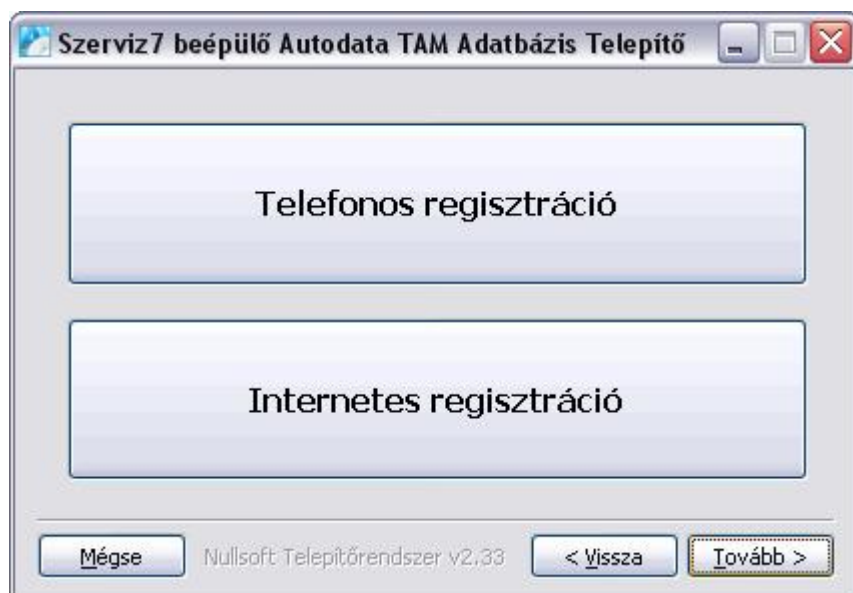 Szerviz7 beépülő Autodata TAM Adatbázis Telepítő
Telefonos regisztráció
Internetes regisztráció
Mégse
Nullsoft Telepítőrendszer v2.33
< Vissza
Tovább >